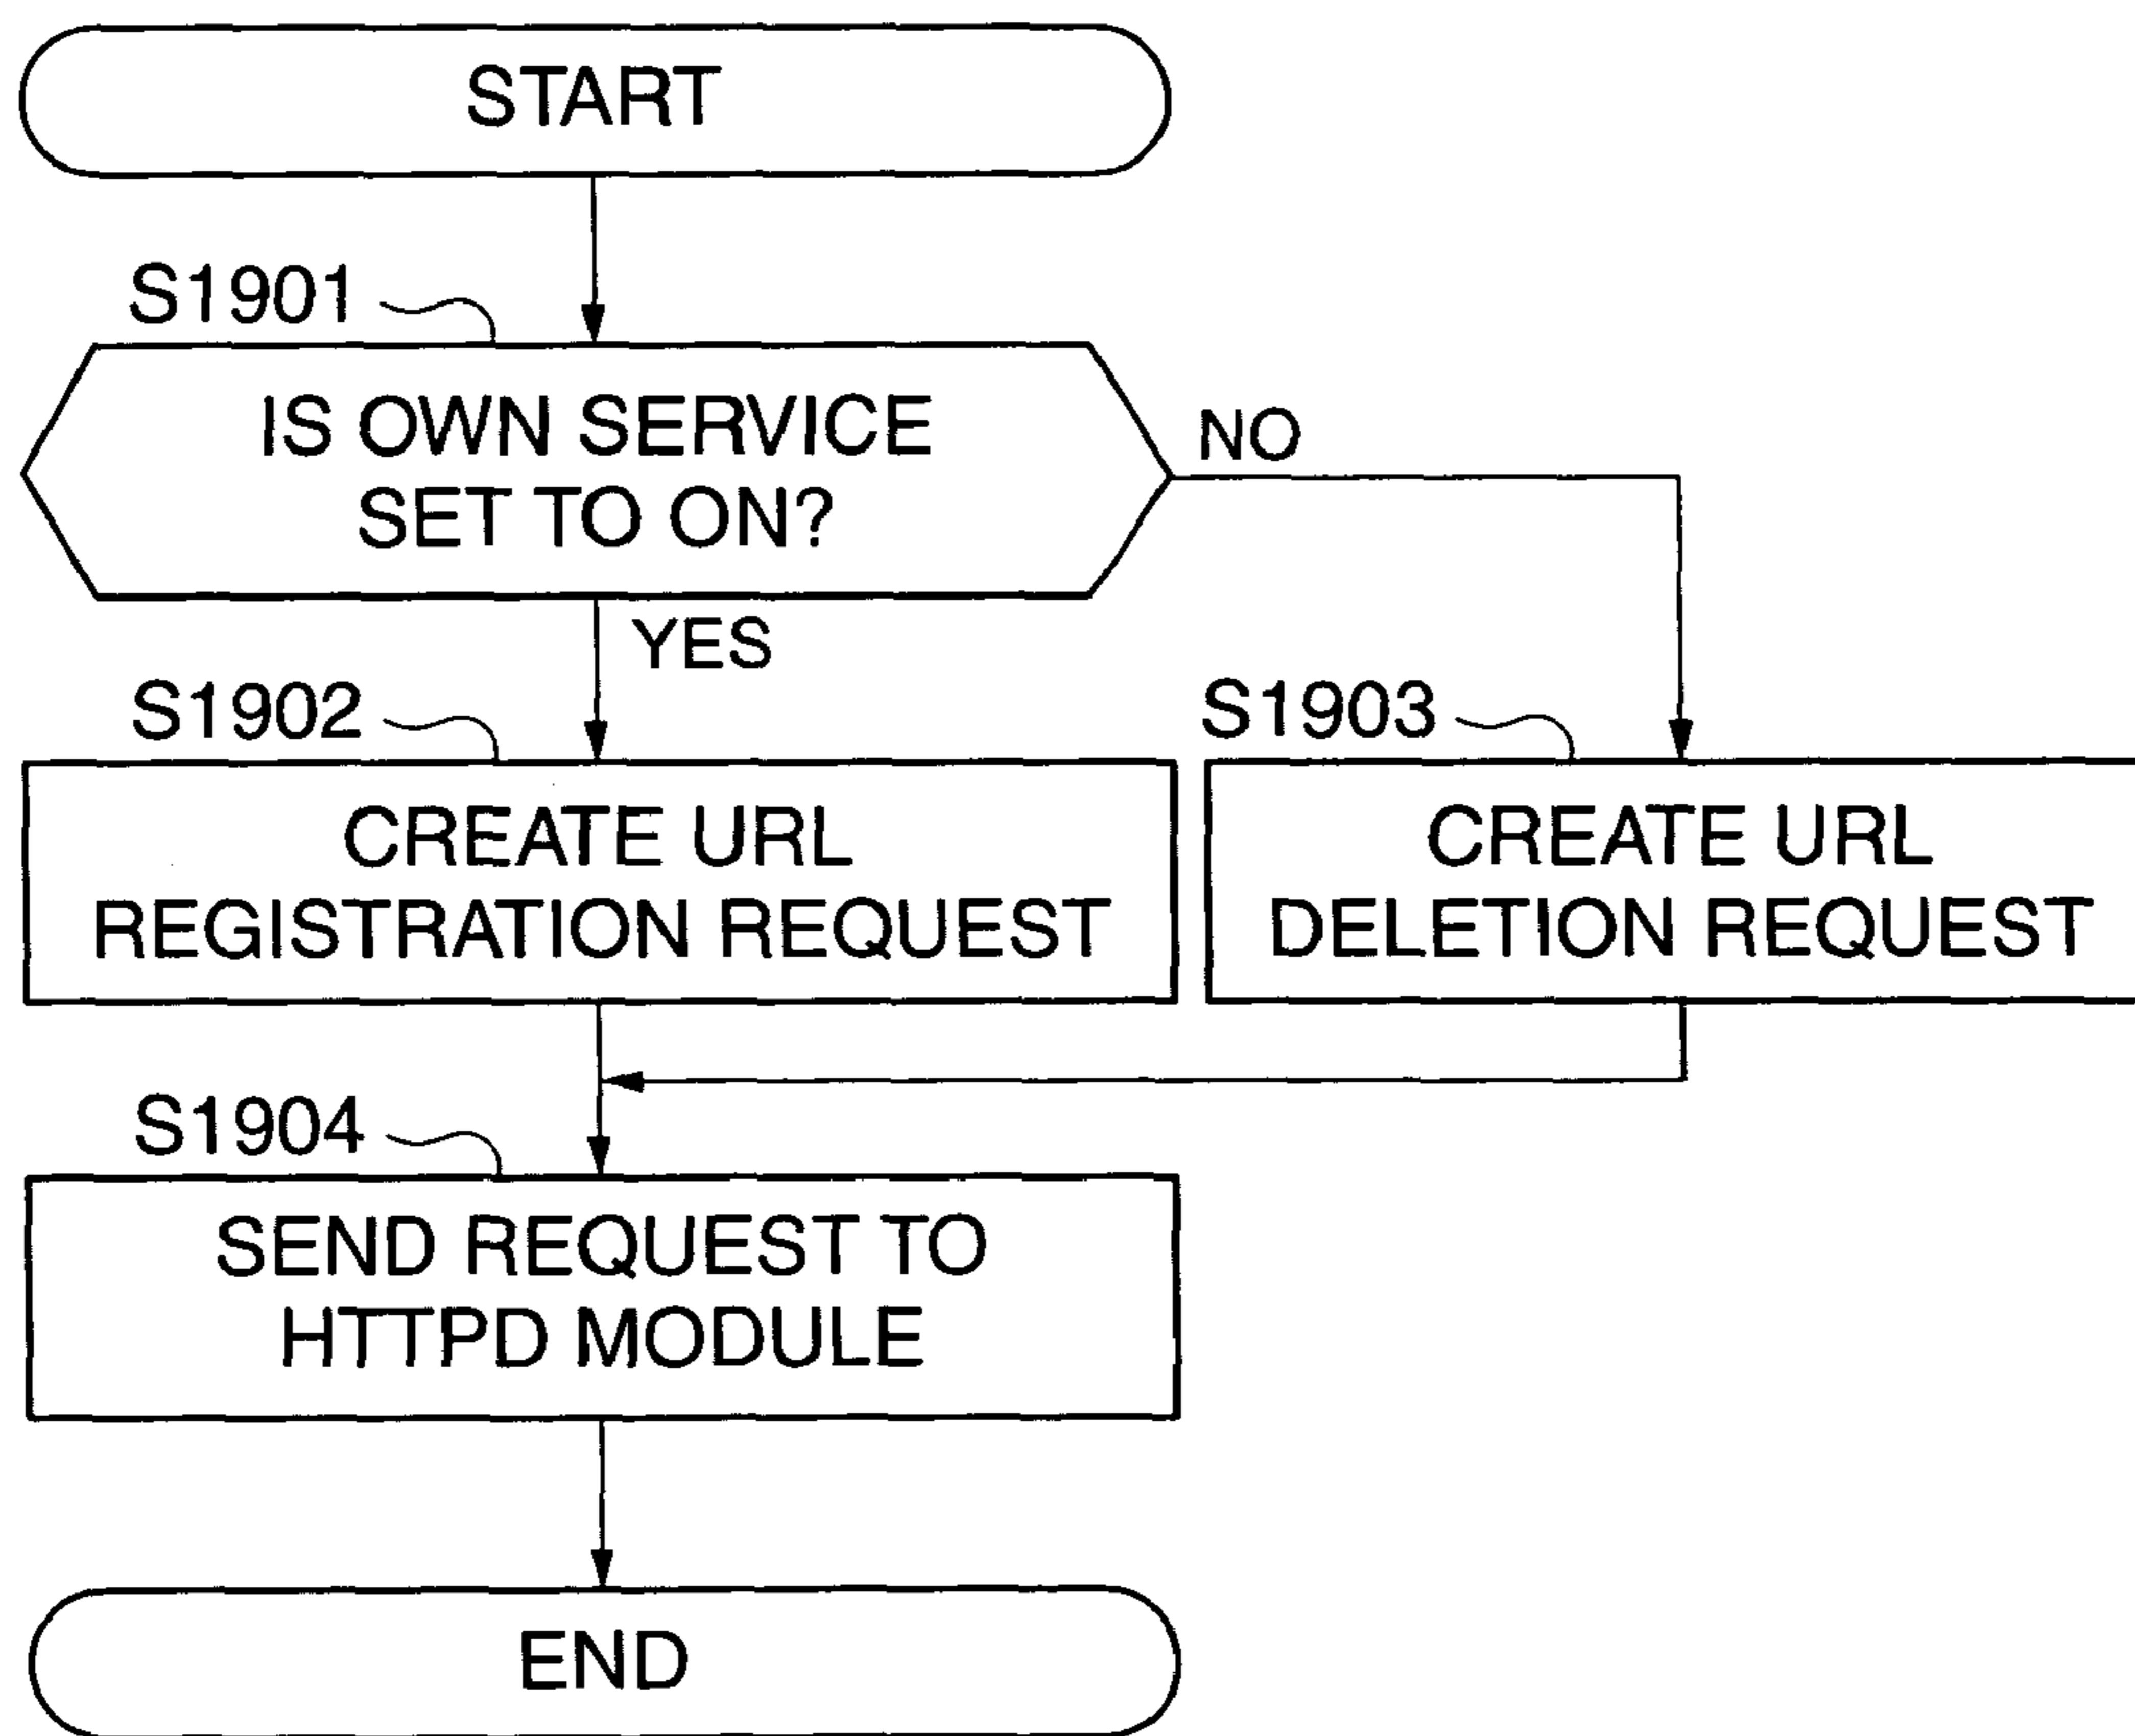 START
S1901
IS OWN SERVICE
SET TO ON?
NO
YES
S1902
CREATE URL
REGISTRATION REQUEST
S1903
CREATE URL
DELETION REQUEST
S1904
SEND REQUEST TO
HTTPD MODULE
END